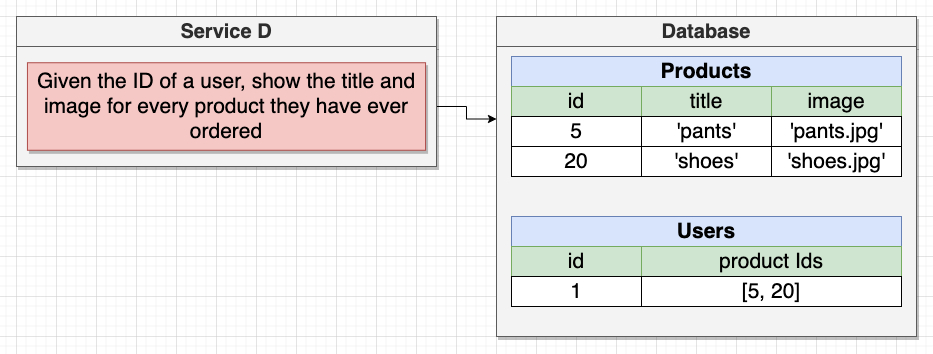 Service D
Given the ID of a user, show the title and
image for every product they have ever
ordered
Database
Products
id title image
5 'pants' 'pants.jpg'
20 'shoes' 'shoes.jpg'
Users
id product Ids
1 [5, 20]